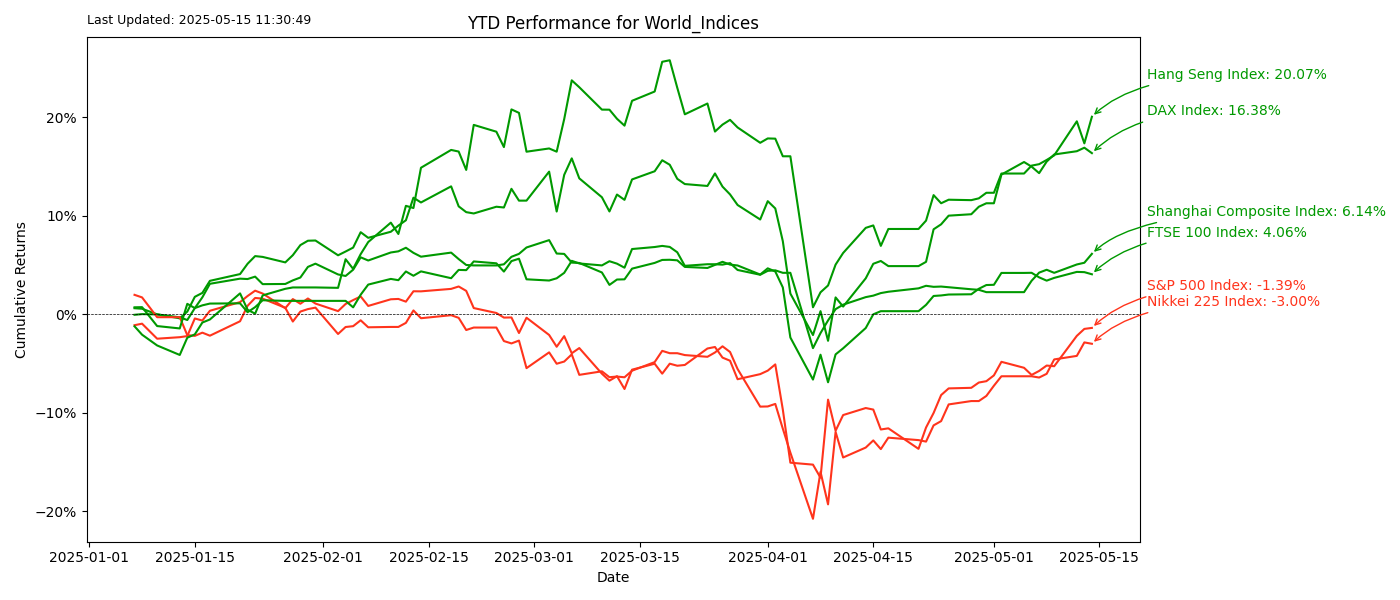 Last Updated: 2025-05-15 11:30:49
YTD Performance for World_Indices
Cumulative Returns
20%
10%
0%
−10%
−20%
Hang Seng Index: 20.07%
DAX Index: 16.38%
Shanghai Composite Index: 6.14%
FTSE 100 Index: 4.06%
S&P 500 Index: -1.39%
Nikkei 225 Index: -3.00%
2025-01-01 2025-01-15 2025-02-01 2025-02-15 2025-03-01 2025-03-15 2025-04-01 2025-04-15 2025-05-01 2025-05-15
Date